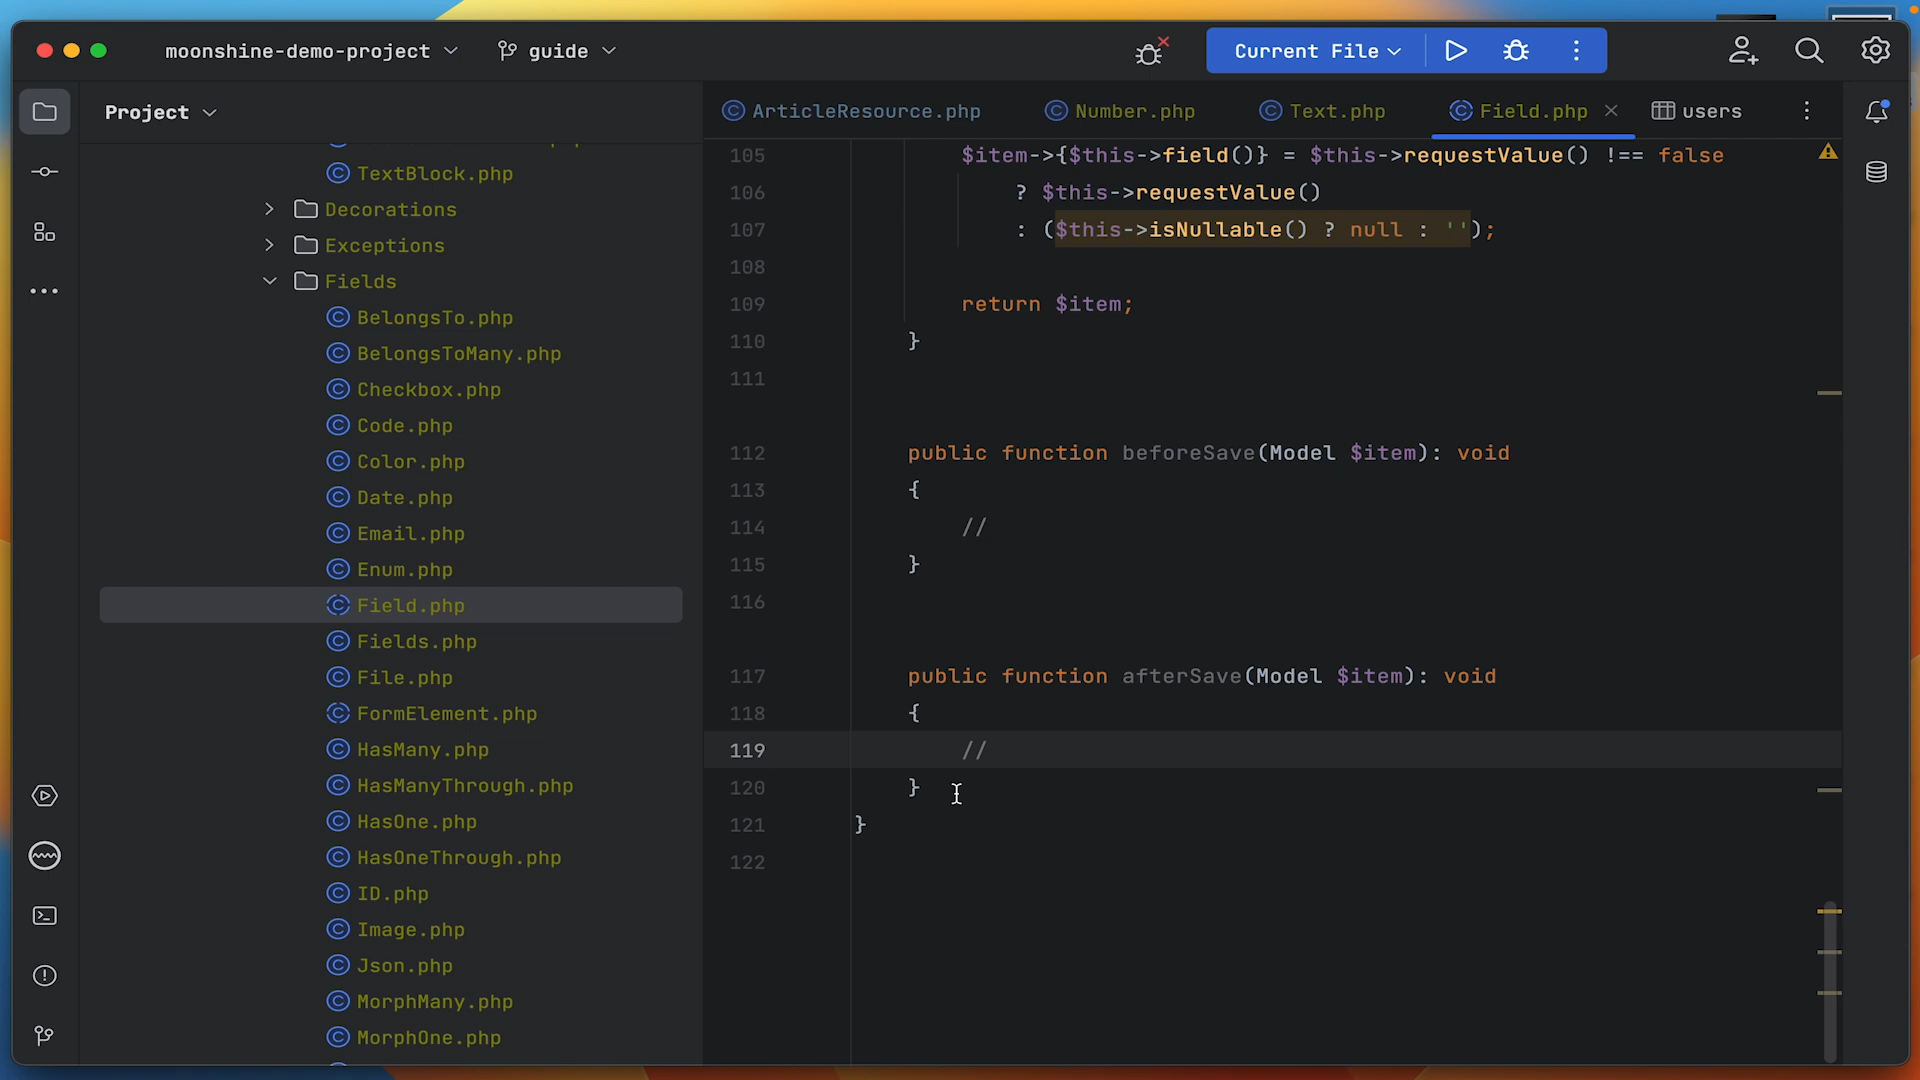 moonshine-demo-project
guide
Current File
Project
ArticleResource.php
Number.php
Text.php
Field.php
users
TextBlock.php
Decorations
Exceptions
Fields
BelongsTo.php
BelongsToMany.php
Checkbox.php
Code.php
Color.php
Date.php
Email.php
Enum.php
Field.php
Fields.php
File.php
FormElement.php
HasMany.php
HasManyThrough.php
HasOne.php
HasOneThrough.php
ID.php
Image.php
Json.php
MorphMany.php
MorphOne.php
105 $item->{$this->field()} = $this->requestValue() !== false
106 ? $this->requestValue()
107 : ($this->isNullable() ? null : '');
108
109 return $item;
110 }
111
112 public function beforeSave(Model $item): void
113 {
114 //
115 }
116
117 public function afterSave(Model $item): void
118 {
119 //
120 }
121 }
122